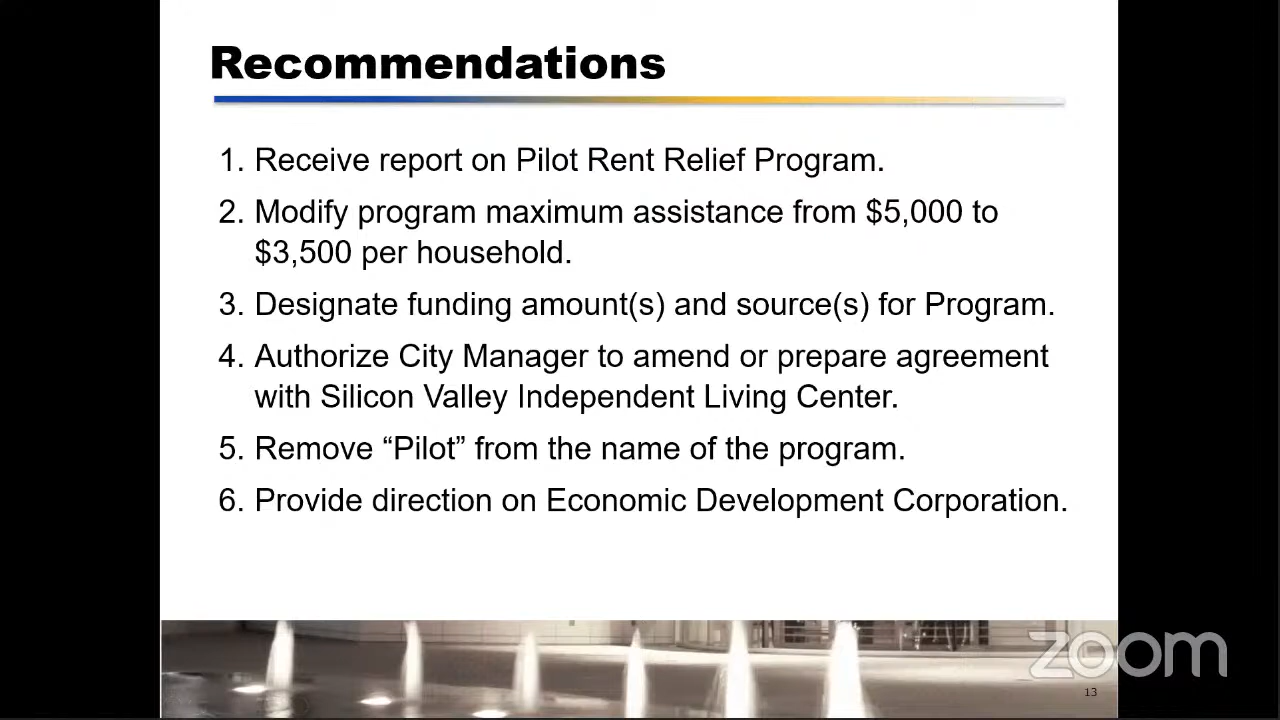 Recommendations
1. Receive report on Pilot Rent Relief Program.
2. Modify program maximum assistance from $5,000 to
$3,500 per household.
3. Designate funding amount(s) and source(s) for Program.
4. Authorize City Manager to amend or prepare agreement
with Silicon Valley Independent Living Center.
5. Remove “Pilot” from the name of the program.
6. Provide direction on Economic Development Corporation.
zoom
13